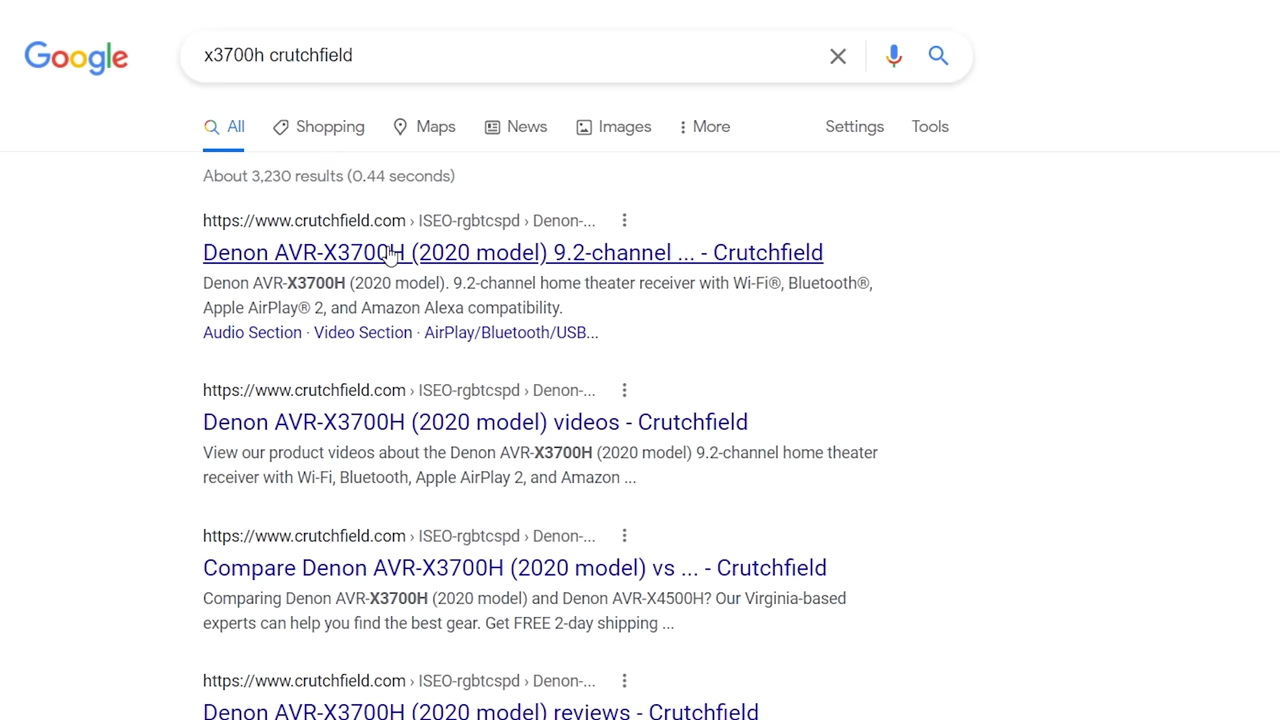 Google
x3700h crutchfield
All Shopping Maps News Images More Settings Tools
About 3,230 results (0.44 seconds)
https://www.crutchfield.com › ISEO-rgbtcspd › Denon-...
Denon AVR-X3700H (2020 model) 9.2-channel ... - Crutchfield
Denon AVR-X3700H (2020 model). 9.2-channel home theater receiver with Wi-Fi®, Bluetooth®,
Apple AirPlay® 2, and Amazon Alexa compatibility.
Audio Section · Video Section · AirPlay/Bluetooth/USB...
https://www.crutchfield.com › ISEO-rgbtcspd › Denon-...
Denon AVR-X3700H (2020 model) videos - Crutchfield
View our product videos about the Denon AVR-X3700H (2020 model) 9.2-channel home theater
receiver with Wi-Fi, Bluetooth, Apple AirPlay 2, and Amazon ...
https://www.crutchfield.com › ISEO-rgbtcspd › Denon-...
Compare Denon AVR-X3700H (2020 model) vs ... - Crutchfield
Comparing Denon AVR-X3700H (2020 model) and Denon AVR-X4500H? Our Virginia-based
experts can help you find the best gear. Get FREE 2-day shipping ...
https://www.crutchfield.com › ISEO-rgbtcspd › Denon-...
Denon AVR-X3700H (2020 model) reviews - Crutchfield